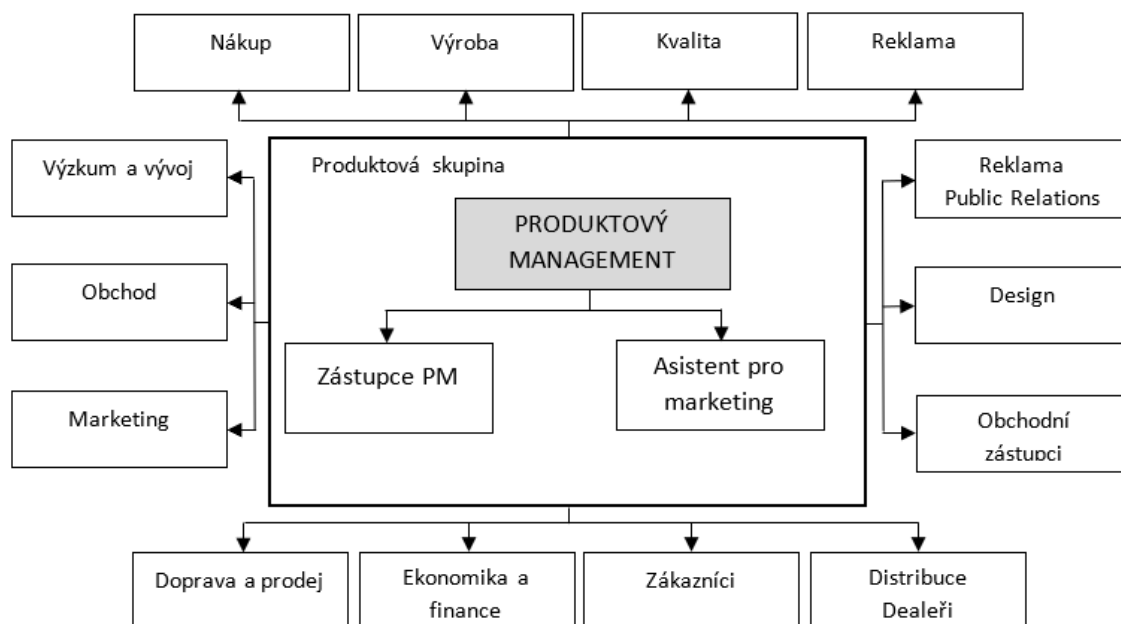 Nákup
Výroba
Kvalita
Reklama
Výzkum a vývoj
Produktová skupina
Reklama
Public Relations
PRODUKTOVÝ
MANAGEMENT
Obchod
Design
Zástupce PM
Asistent pro
marketing
Marketing
Obchodní
zástupci
Doprava a prodej
Ekonomika a
finance
Zákazníci
Distribuce
Dealeři